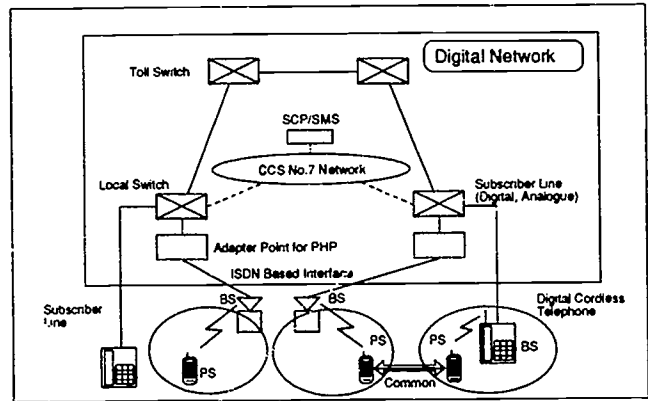 Digital Network
Toll Switch
SCP/SMS
CCS No.7 Network
Local Switch
Subscriber Line
(Digital, Analogue)
Adapter Point for PHP
ISDN Based Interface
Subscriber
Line
BS
BS
Digital Cordless
Telephone
PS
PS
PS
BS
Common